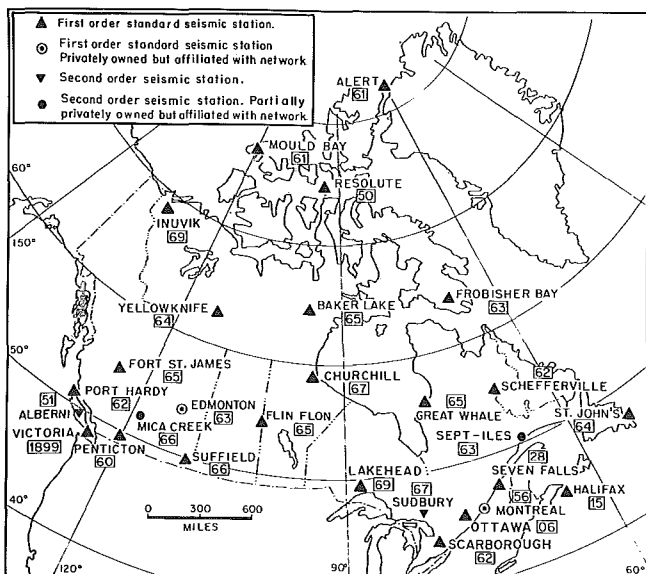 First order standard seismic station.
First order standard seismic station
Privately owned but affiliated with network
Second order seismic station.
Second order seismic station. Partially
privately owned but affiliated with network
ALERT
61
MOULD BAY
61
RESOLUTE
50
INUVIK
69
60°
150°
YELLOWKNIFE
64
BAKER LAKE
65
FROBISHER BAY
63
50°
FORT ST. JAMES
65
CHURCHILL
67
62
SCHEFFERVILLE
51
PORT HARDY
62
ALBERNI
EDMONTON
63
MICA CREEK
66
FLIN FLON
65
65
GREAT WHALE
ST. JOHN'S
64
VICTORIA
1899
PENTICTON
60
SUFFIELD
66
SEPT-ILES
63
28
SEVEN FALLS
LAKEHEAD
69
67
SUDBURY
56
MONTREAL
HALIFAX
15
OTTAWA
06
SCARBOROUGH
62
40°
0 300 600
MILES
120°
90°
60°